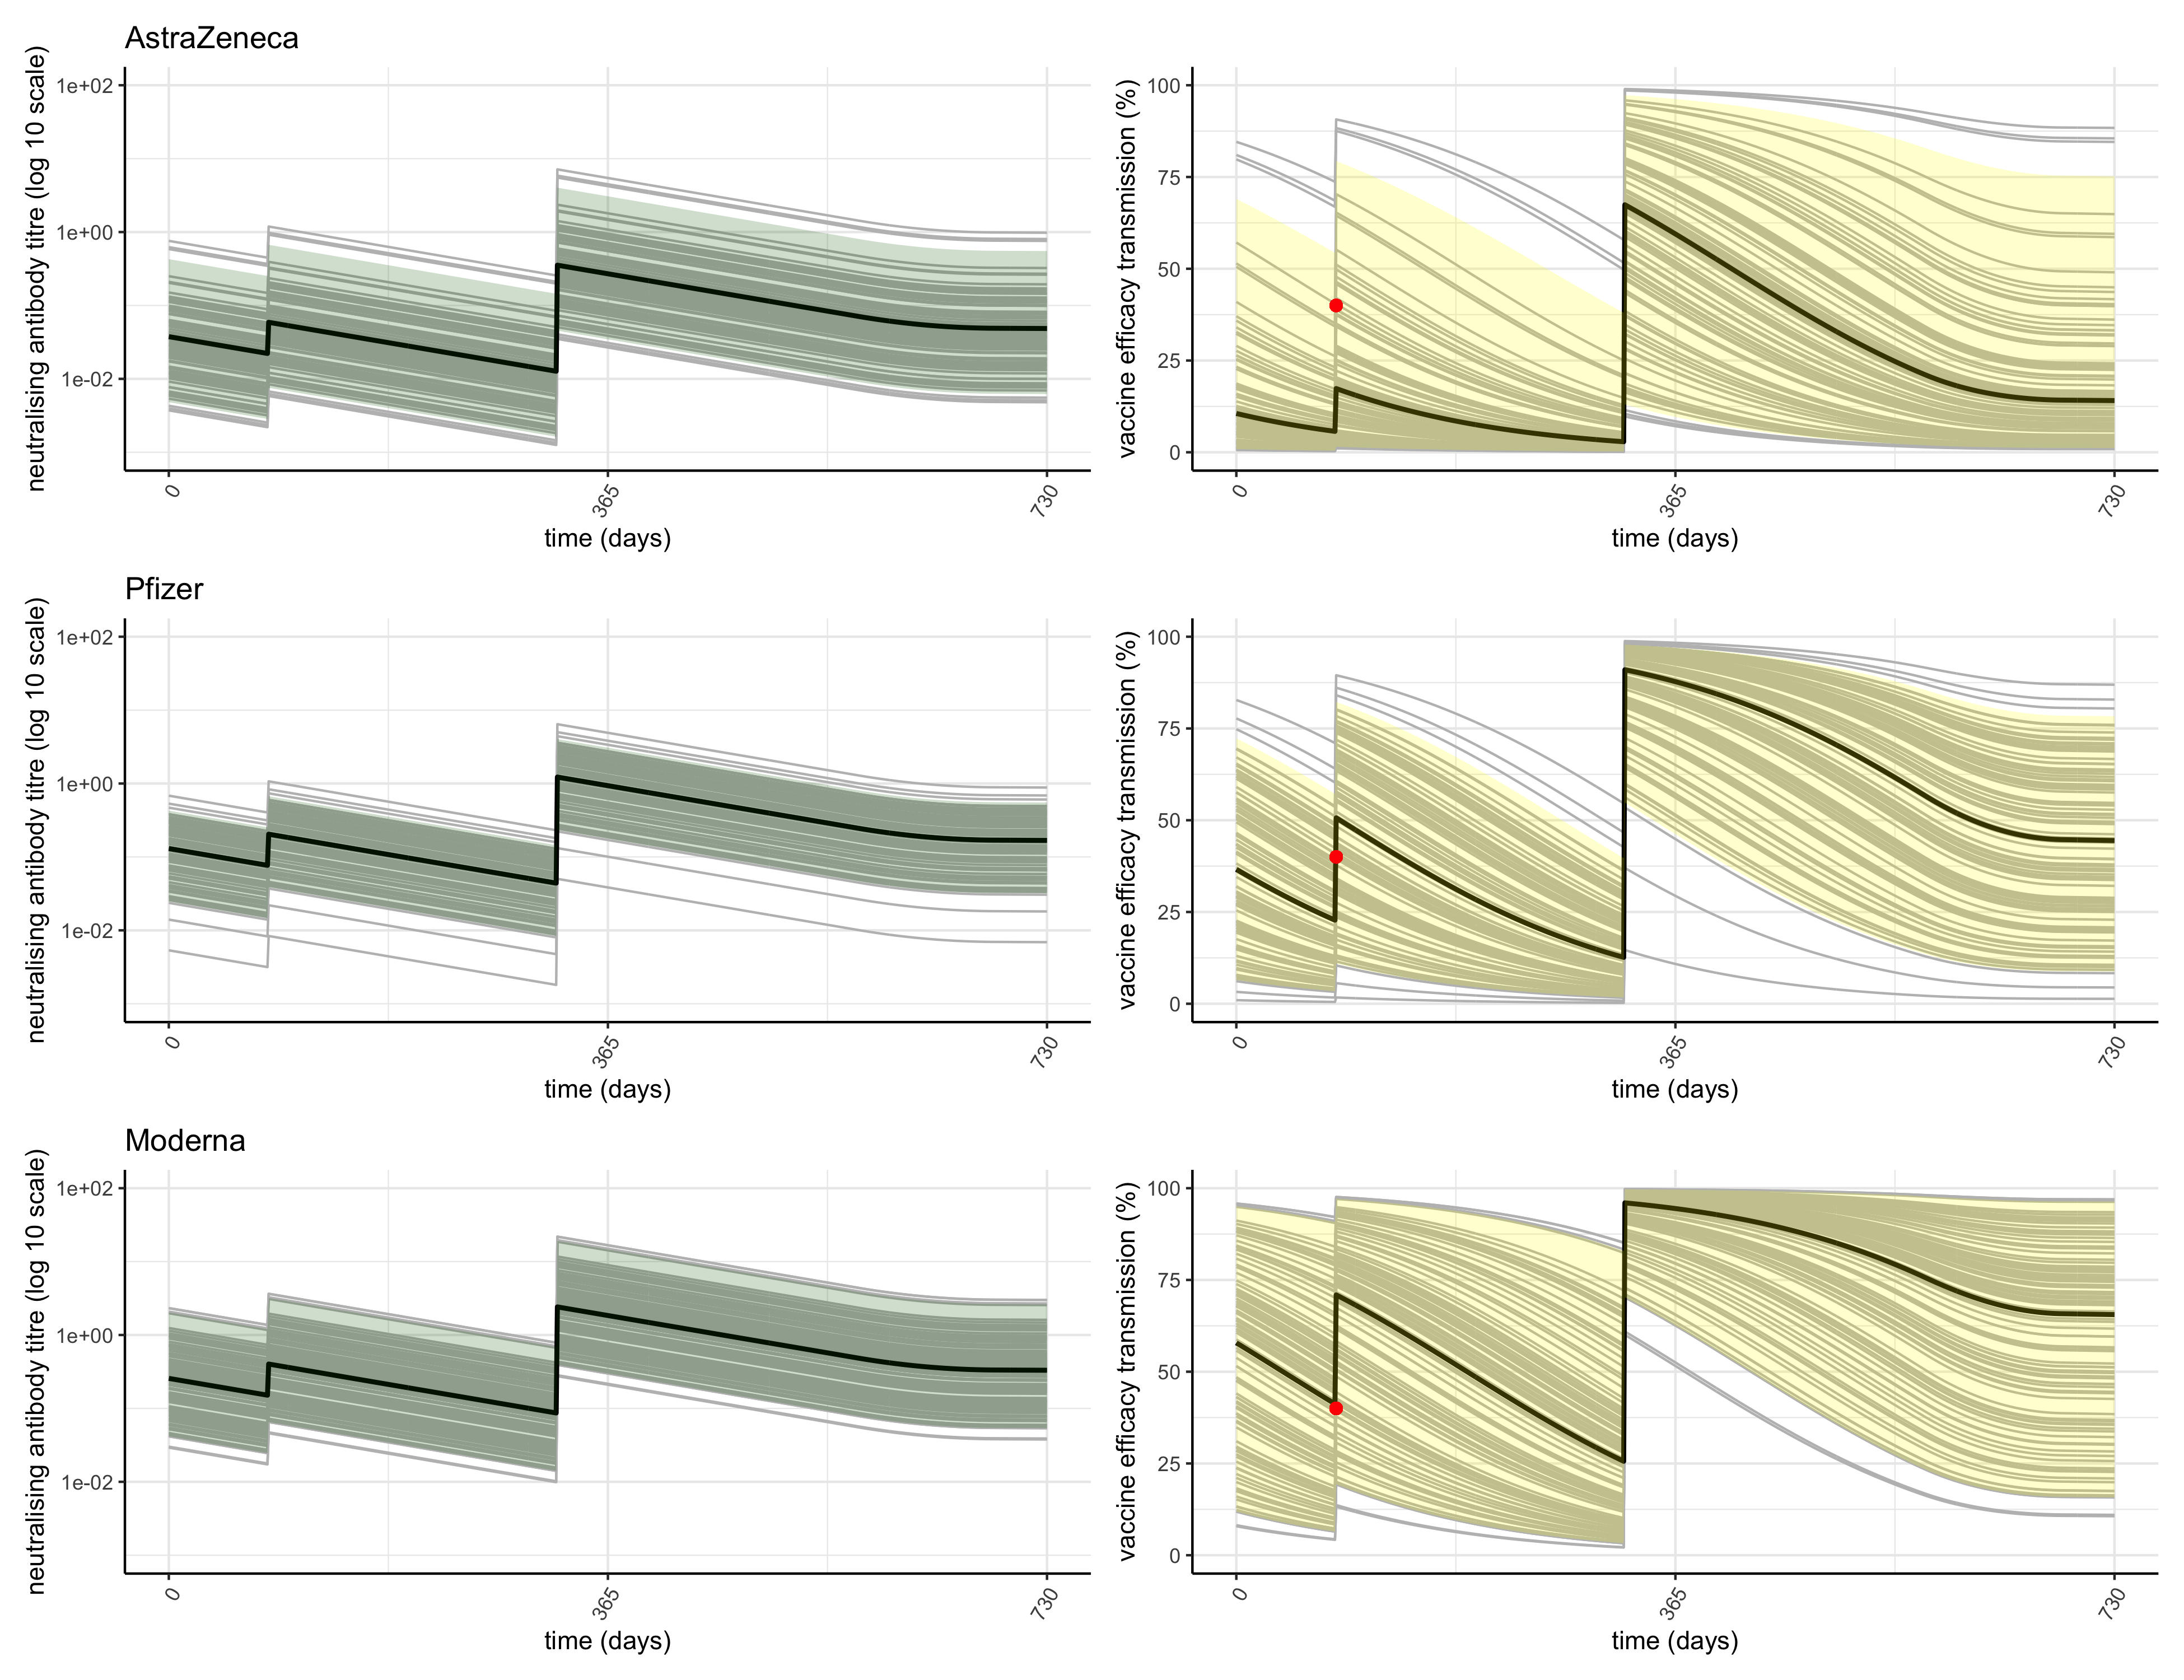 AstraZeneca
neutralising antibody titre (log 10 scale)
1e+02
1e+00
1e-02
0
365
730
time (days)
vaccine efficacy transmission (%)
100
75
50
25
0
0
365
730
time (days)
Pfizer
neutralising antibody titre (log 10 scale)
1e+02
1e+00
1e-02
0
365
730
time (days)
vaccine efficacy transmission (%)
100
75
50
25
0
0
365
730
time (days)
Moderna
neutralising antibody titre (log 10 scale)
1e+02
1e+00
1e-02
0
365
730
time (days)
vaccine efficacy transmission (%)
100
75
50
25
0
0
365
730
time (days)